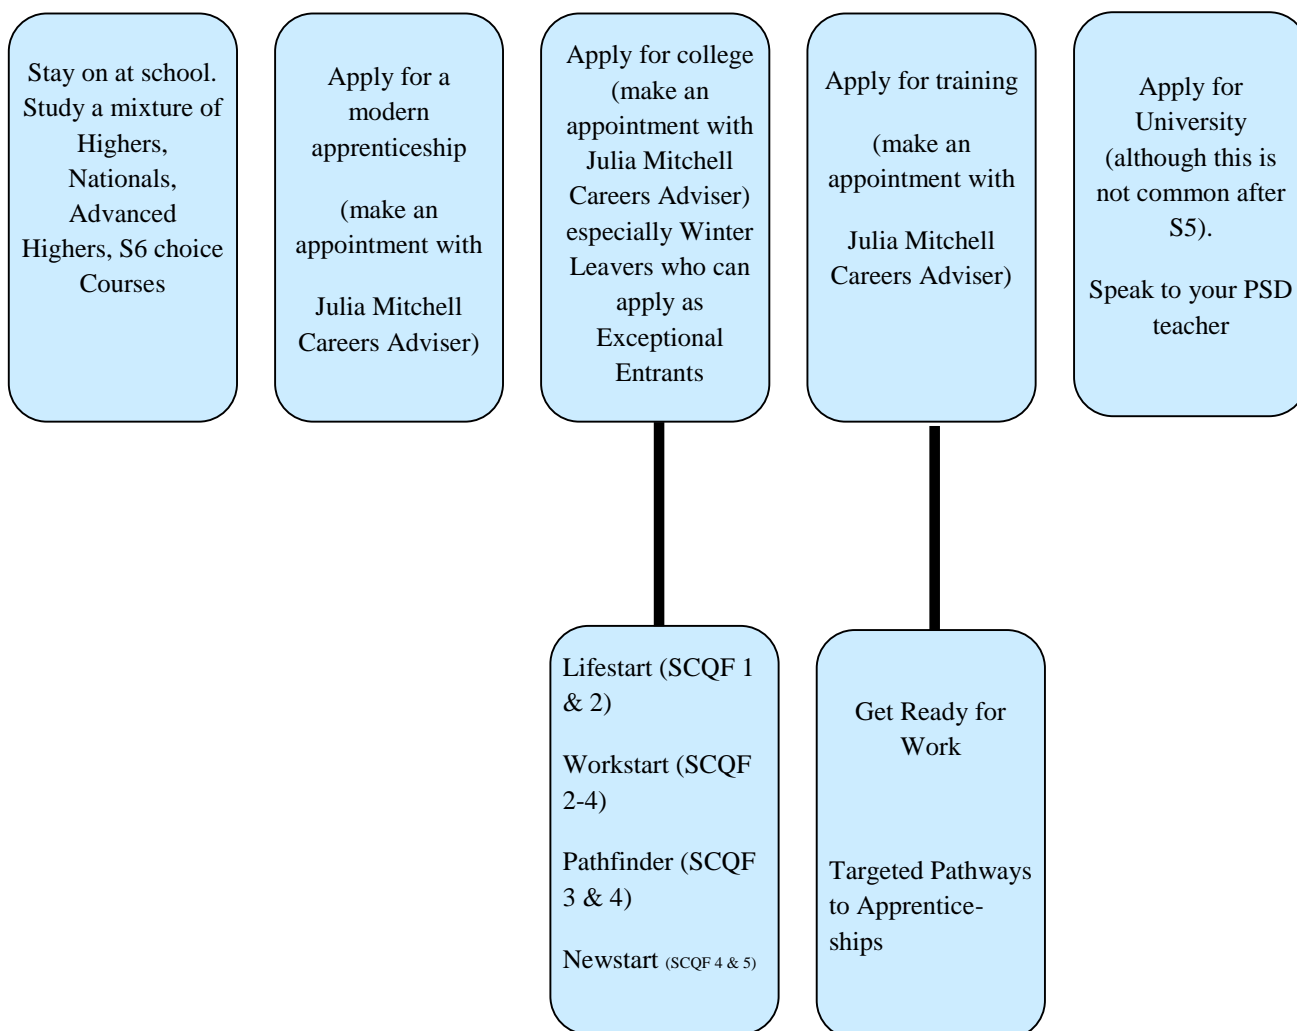 Stay on at school.
Study a mixture of
Highers,
Nationals,
Advanced
Highers, S6 choice
Courses
Apply for a
modern
apprenticeship
(make an
appointment with
Julia Mitchell
Careers Adviser)
Apply for college
(make an
appointment with
Julia Mitchell
Careers Adviser)
especially Winter
Leavers who can
apply as
Exceptional
Entrants
Apply for training
(make an
appointment with
Julia Mitchell
Careers Adviser)
Apply for
University
(although this is
not common after
S5).
Speak to your PSD
teacher
Lifestart (SCQF 1
& 2)
Workstart (SCQF
2-4)
Pathfinder (SCQF
3 & 4)
Newstart (SCQF 4 & 5)
Get Ready for
Work
Targeted Pathways
to Apprentice-
ships